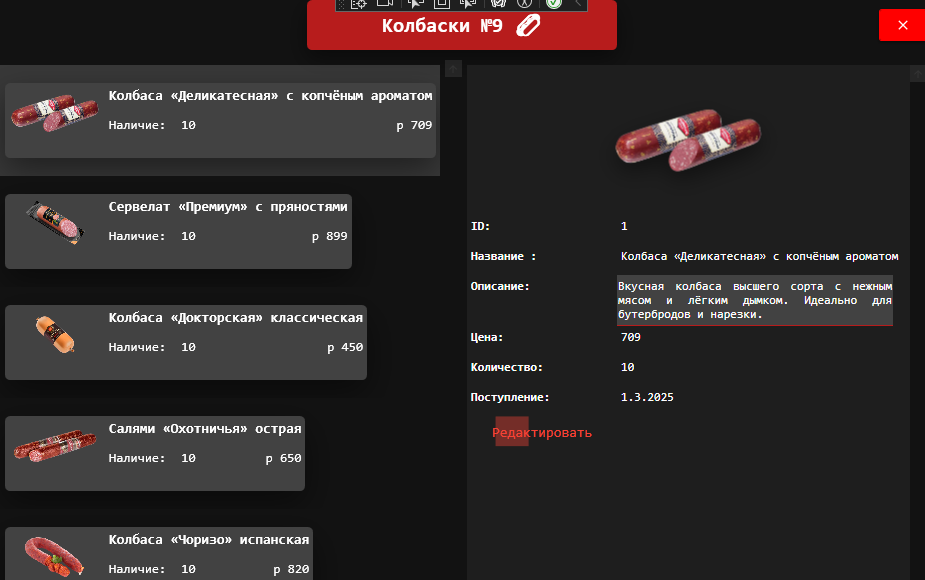 Колбаски №9
×
Колбаса «Деликатесная» с копчёным ароматом
Наличие: 10 р 709
Сервелат «Премиум» с пряностями
Наличие: 10 р 899
Колбаса «Докторская» классическая
Наличие: 10 р 450
Салями «Охотничья» острая
Наличие: 10 р 650
Колбаса «Чоризо» испанская
Наличие: 10 р 820
ID: 1
Название : Колбаса «Деликатесная» с копчёным ароматом
Описание: Вкусная колбаса высшего сорта с нежным
мясом и лёгким дымком. Идеально для
бутербродов и нарезки.
Цена: 709
Количество: 10
Поступление: 1.3.2025
Редактировать